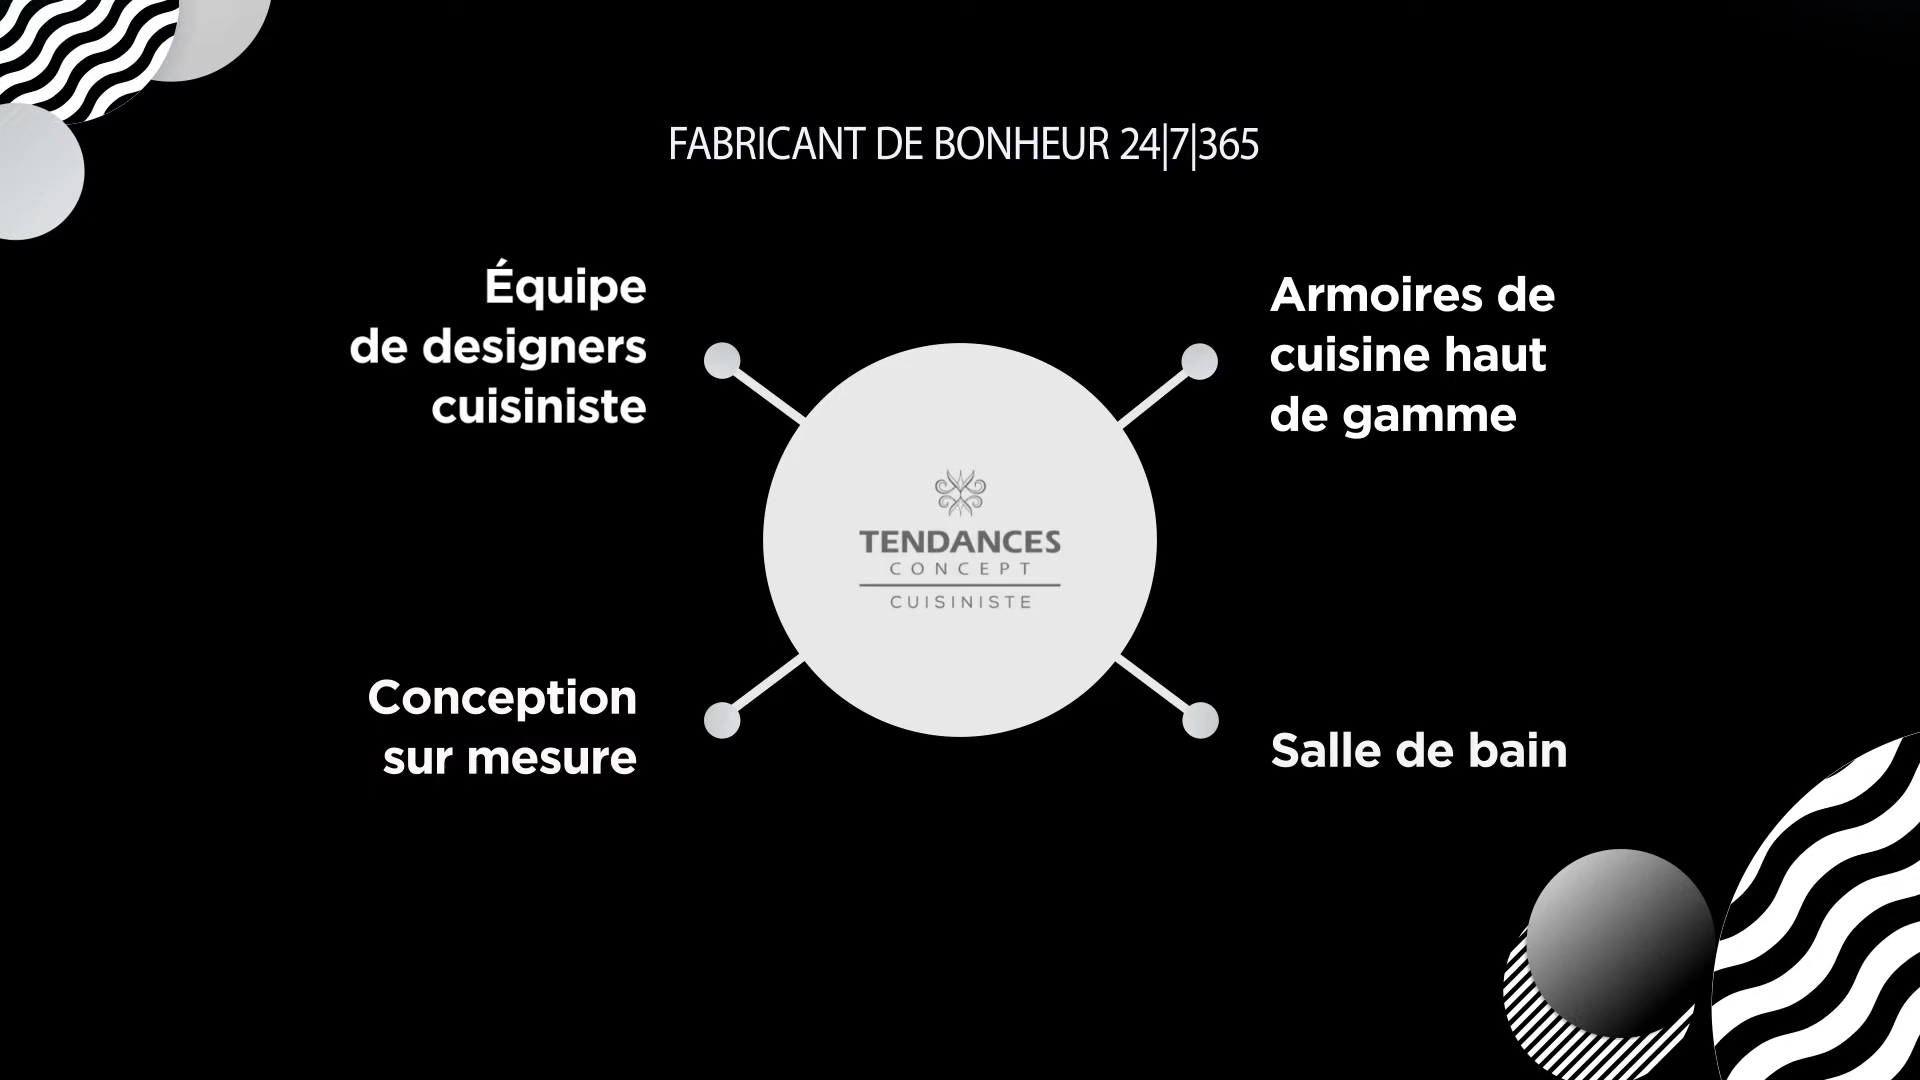 FABRICANT DE BONHEUR 24|7|365
Équipe
de designers
cuisiniste
Armoires de
cuisine haut
de gamme
TENDANCES
CONCEPT
CUISINISTE
Conception
sur mesure
Salle de bain